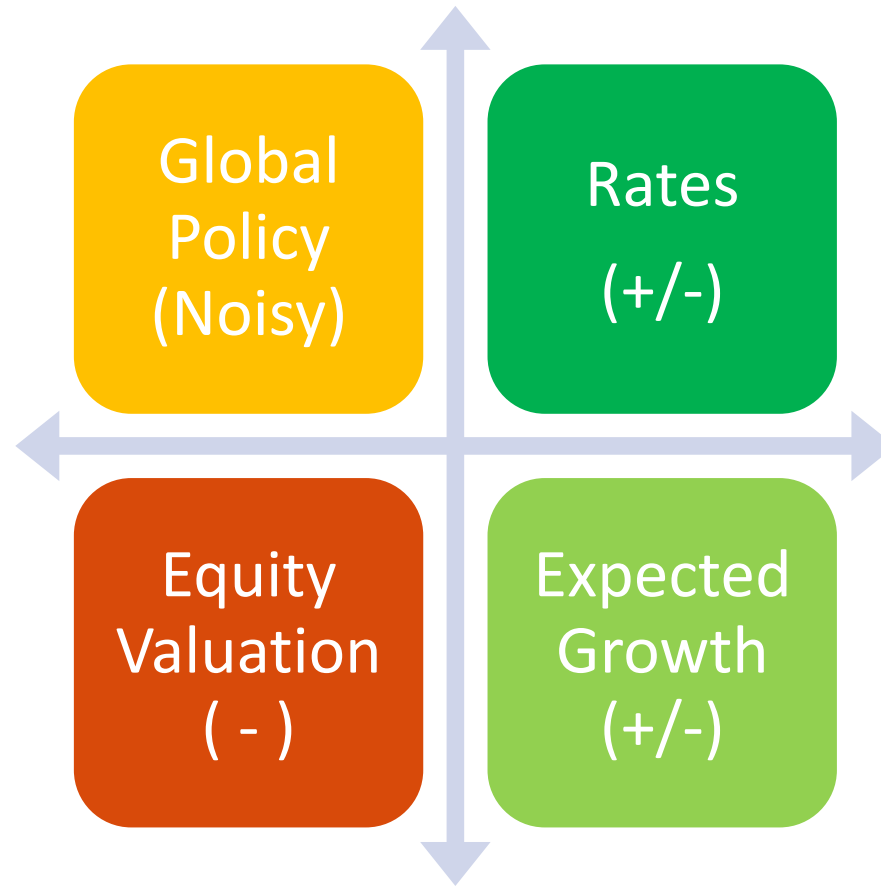 Global
Policy
(Noisy)
Rates
(+/-)
Equity
Valuation
( - )
Expected
Growth
(+/-)